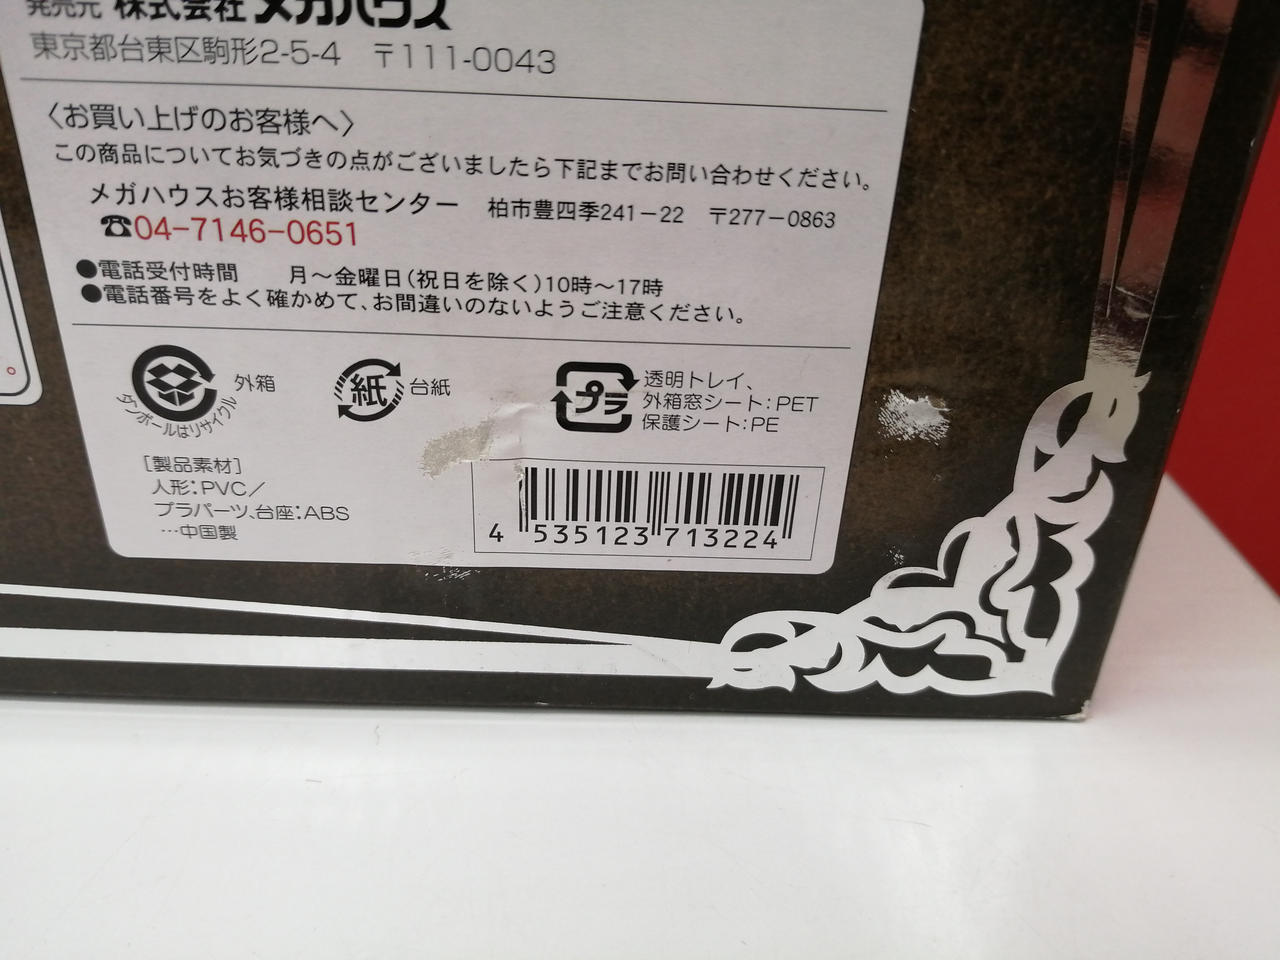 発売元 株式会社 メガハウス
東京都台東区駒形2-5-4 〒111-0043
〈お買い上げのお客様へ〉
この商品についてお気づきの点がございましたら下記までお問い合わせください。
メガハウスお客様相談センター 柏市豊四季241-22 〒277-0863
☎04-7146-0651
●電話受付時間 月〜金曜日(祝日を除く)10時〜17時
●電話番号をよく確かめて、お間違いのないようご注意ください。
外箱
ダンボールはリサイクル
紙 台紙
プラ
透明トレイ、
外箱窓シート:PET
保護シート:PE
[製品素材]
人形:PVC/
プラパーツ、台座:ABS
…中国製
4 535123 713224